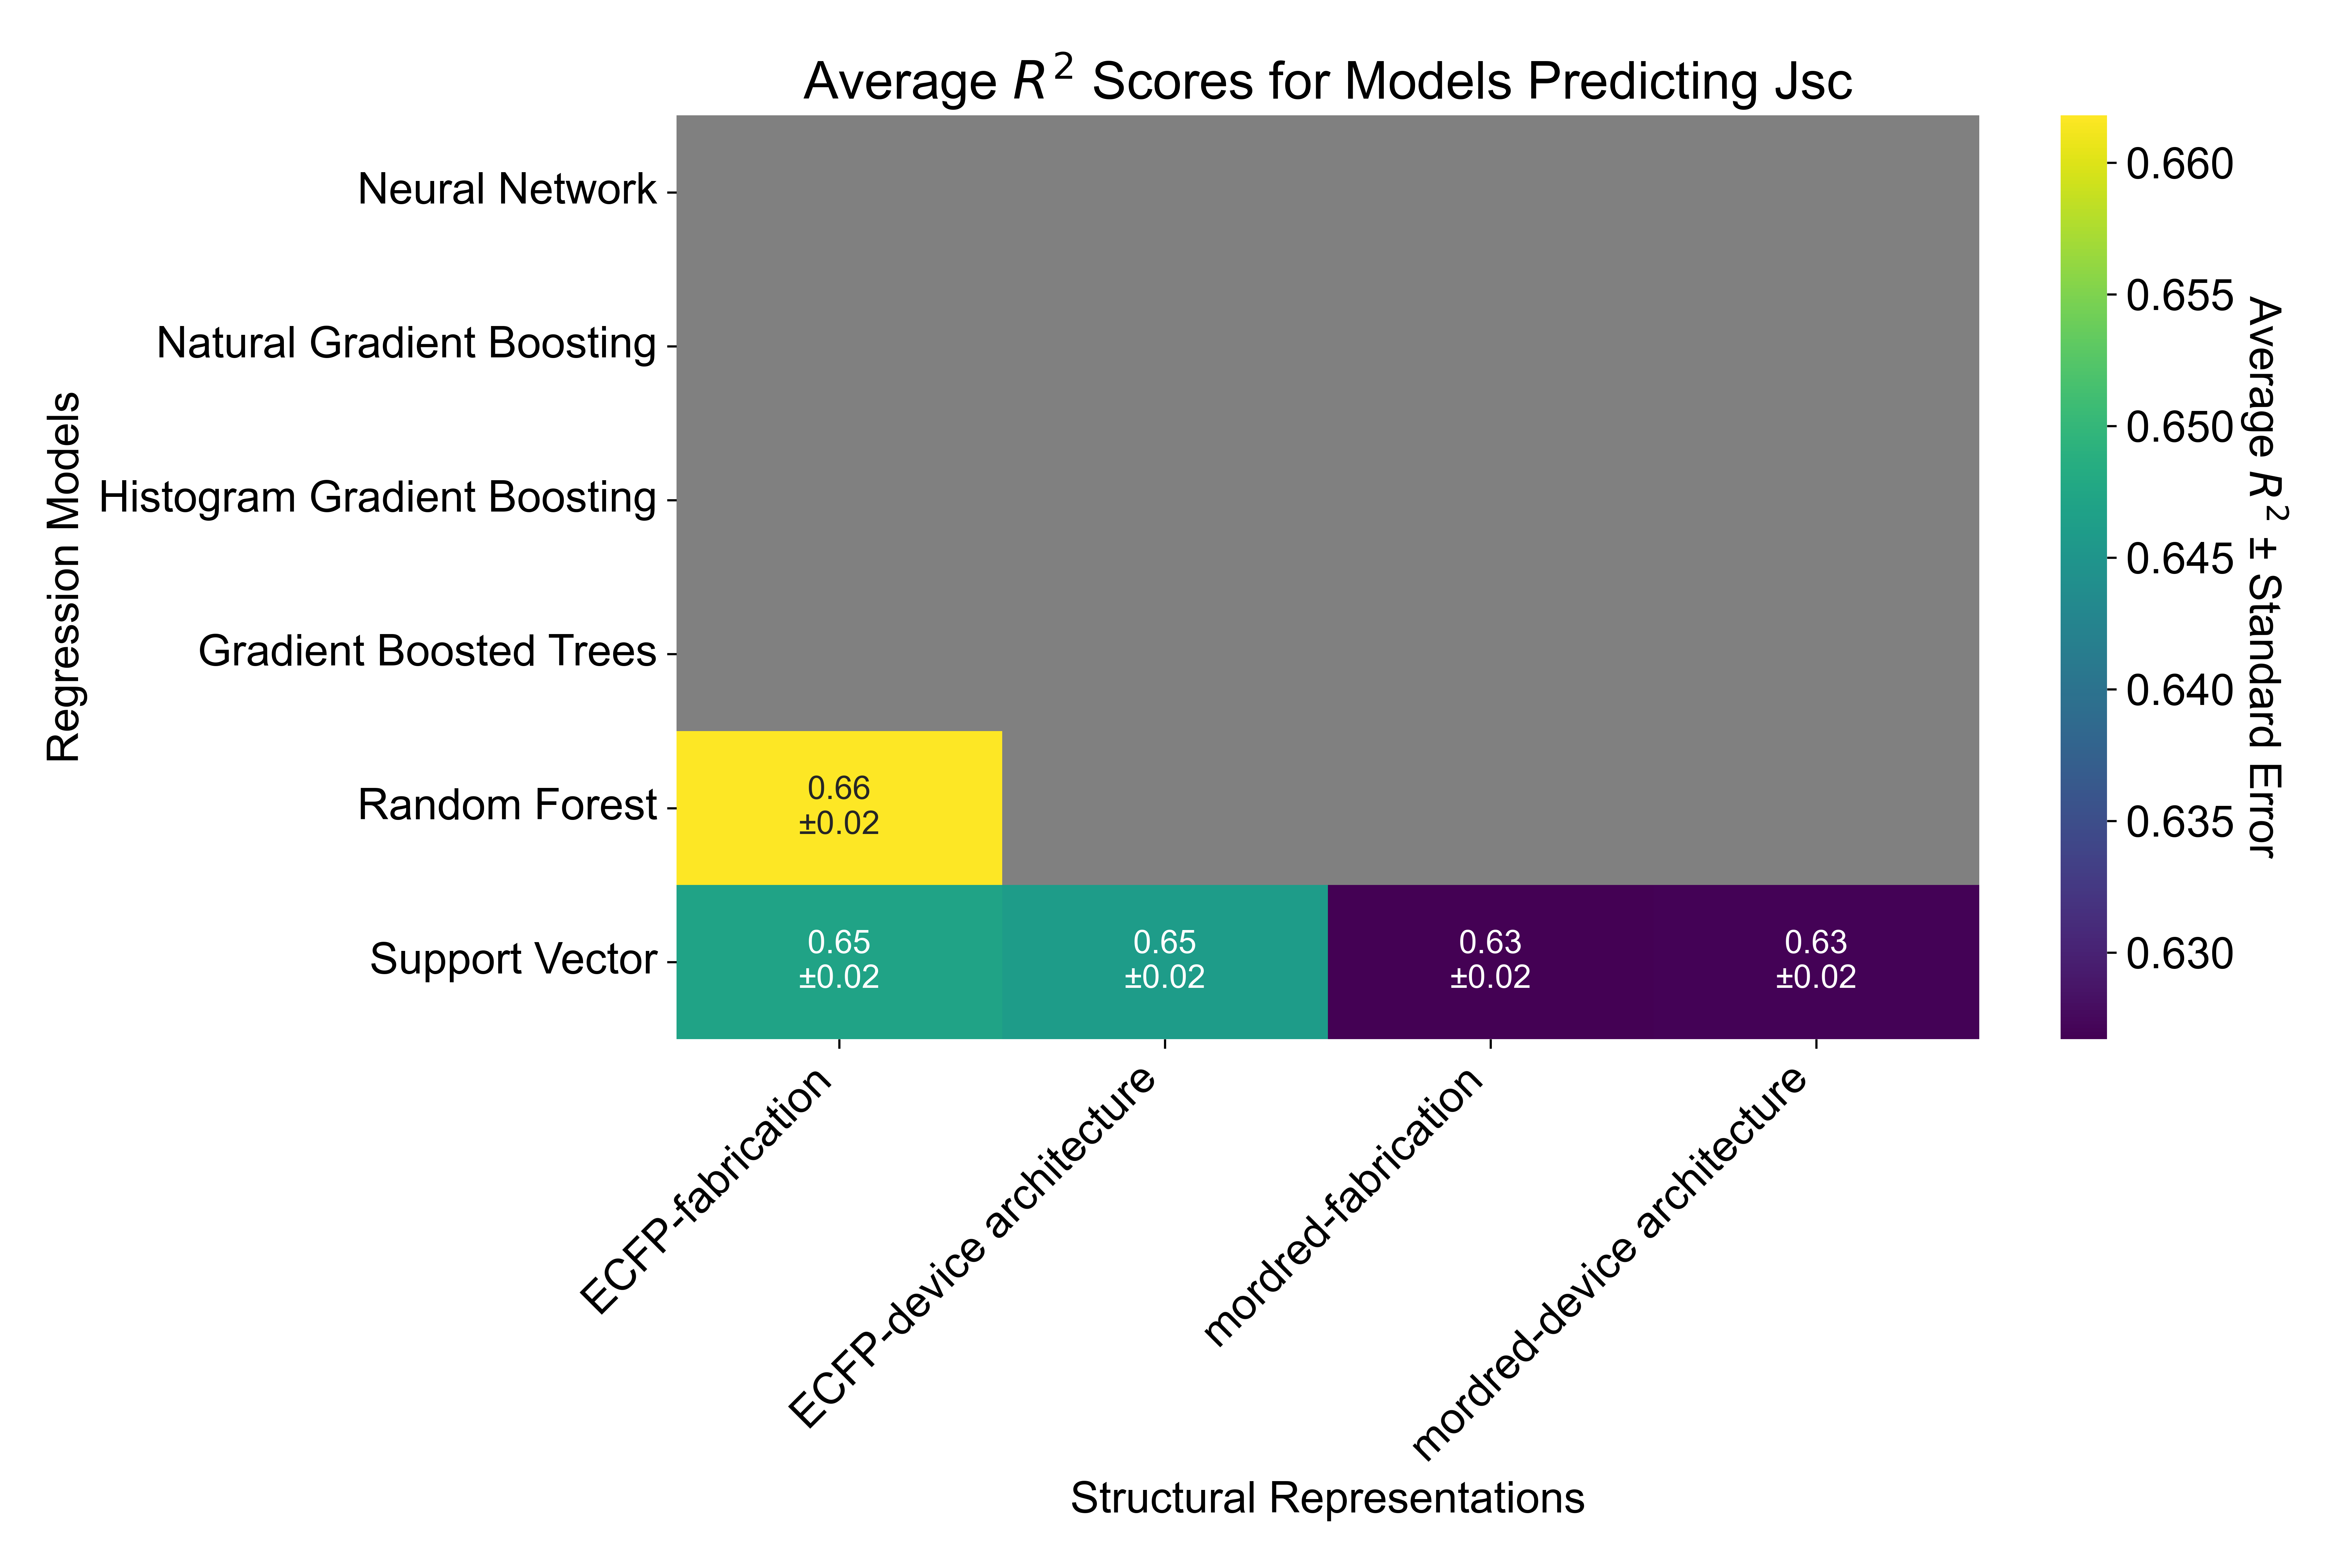 Average R² Scores for Models Predicting Jsc
Regression Models
Neural Network
Natural Gradient Boosting
Histogram Gradient Boosting
Gradient Boosted Trees
Random Forest
Support Vector
0.66
±0.02
0.65
±0.02
0.65
±0.02
0.63
±0.02
0.63
±0.02
ECFP-fabrication
ECFP-device architecture
mordred-fabrication
mordred-device architecture
Structural Representations
0.660
0.655
0.650
0.645
0.640
0.635
0.630
Average R² ± Standard Error